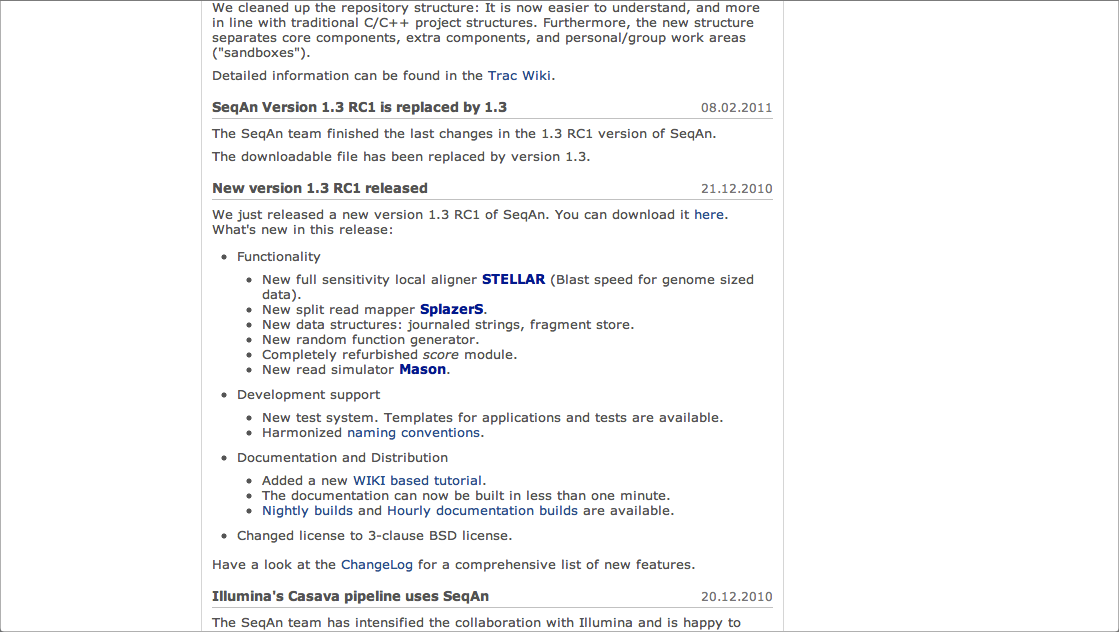 We cleaned up the repository structure: It is now easier to understand, and more
in line with traditional C/C++ project structures. Furthermore, the new structure
separates core components, extra components, and personal/group work areas
("sandboxes").
Detailed information can be found in the Trac Wiki.
SeqAn Version 1.3 RC1 is replaced by 1.3 08.02.2011
The SeqAn team finished the last changes in the 1.3 RC1 version of SeqAn.
The downloadable file has been replaced by version 1.3.
New version 1.3 RC1 released 21.12.2010
We just released a new version 1.3 RC1 of SeqAn. You can download it here.
What's new in this release:
• Functionality
• New full sensitivity local aligner STELLAR (Blast speed for genome sized
data).
• New split read mapper SplazerS.
• New data structures: journaled strings, fragment store.
• New random function generator.
• Completely refurbished score module.
• New read simulator Mason.
• Development support
• New test system. Templates for applications and tests are available.
• Harmonized naming conventions.
• Documentation and Distribution
• Added a new WIKI based tutorial.
• The documentation can now be built in less than one minute.
• Nightly builds and Hourly documentation builds are available.
• Changed license to 3-clause BSD license.
Have a look at the ChangeLog for a comprehensive list of new features.
Illumina's Casava pipeline uses SeqAn 20.12.2010
The SeqAn team has intensified the collaboration with Illumina and is happy to